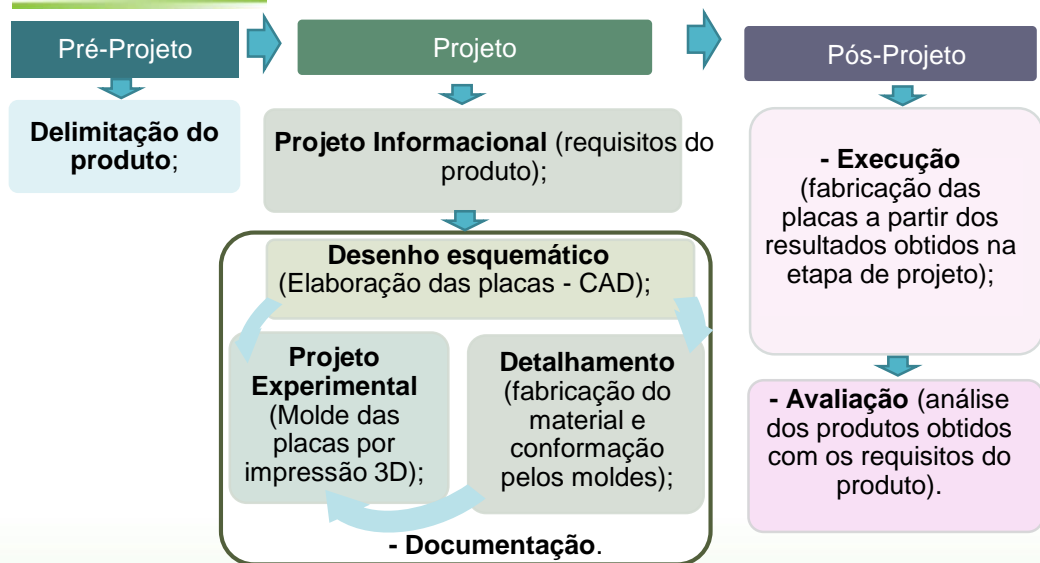 Pré-Projeto
Projeto
Pós-Projeto
Delimitação do
produto;
Projeto Informacional (requisitos do
produto);
Desenho esquemático
(Elaboração das placas - CAD);
Projeto
Experimental
(Molde das
placas por
impressão 3D);
Detalhamento
(fabricação do
material e
conformação
pelos moldes);
- Documentação.
- Execução
(fabricação das
placas a partir dos
resultados obtidos na
etapa de projeto);
- Avaliação (análise
dos produtos obtidos
com os requisitos do
produto).